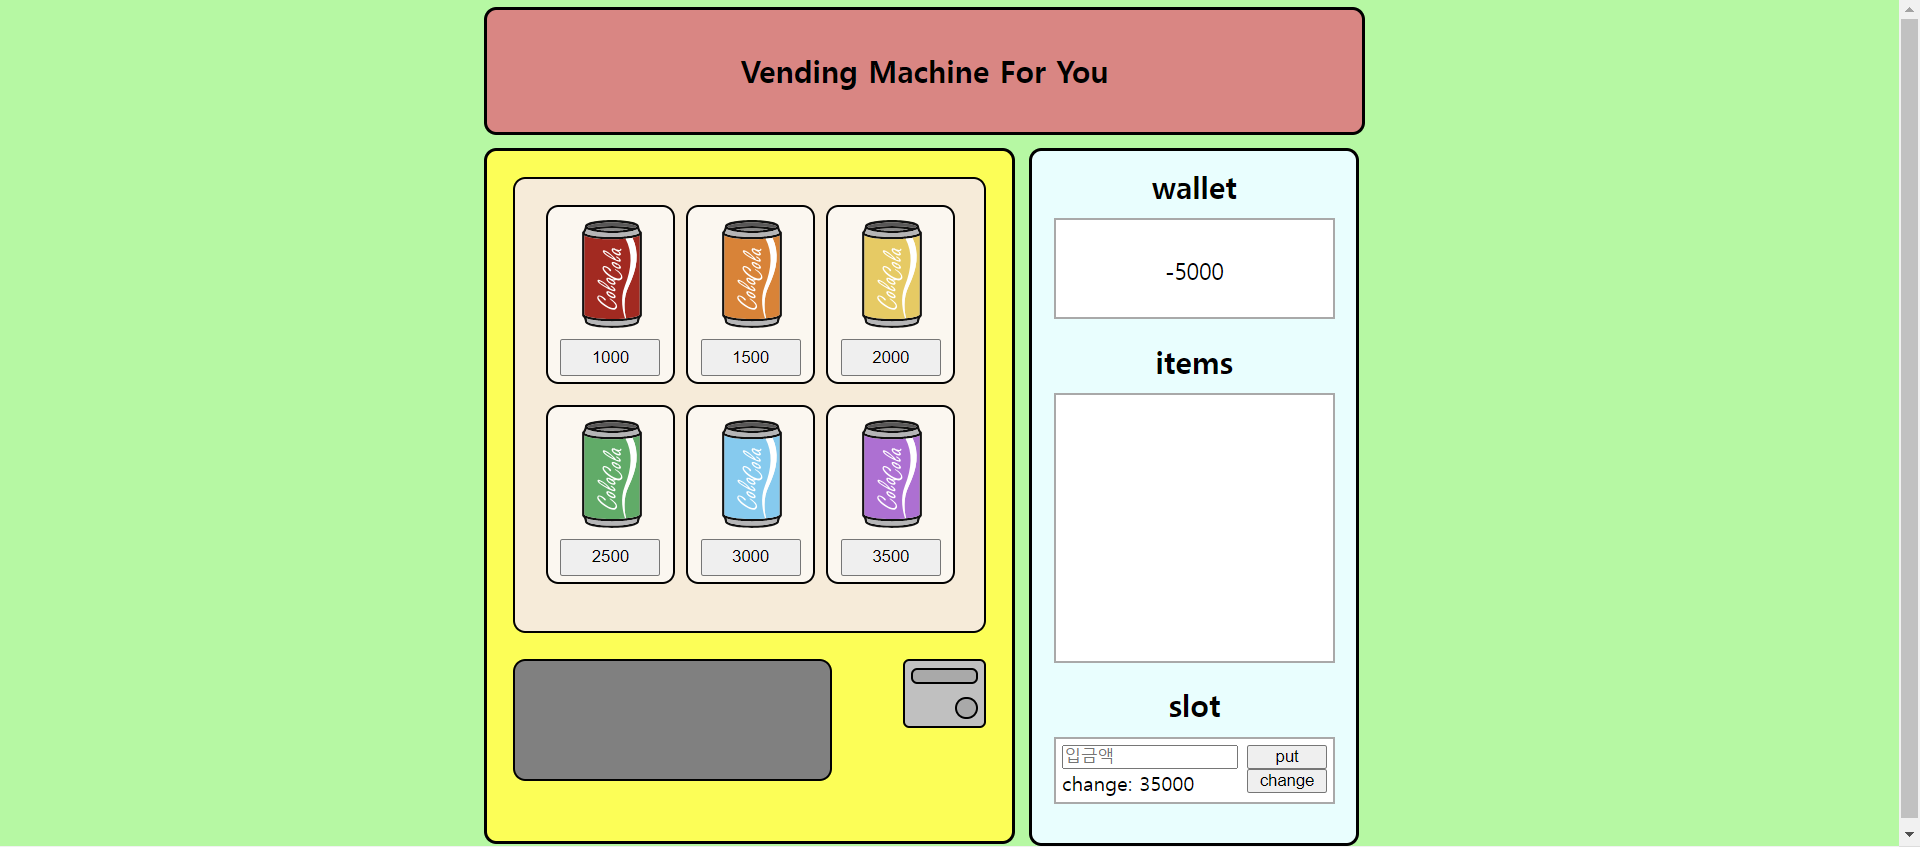 Vending Machine For You
ColaCola
ColaCola
ColaCola
1000
1500
2000
ColaCola
ColaCola
ColaCola
2500
3000
3500
wallet
-5000
items
slot
입금액
put
change: 35000
change